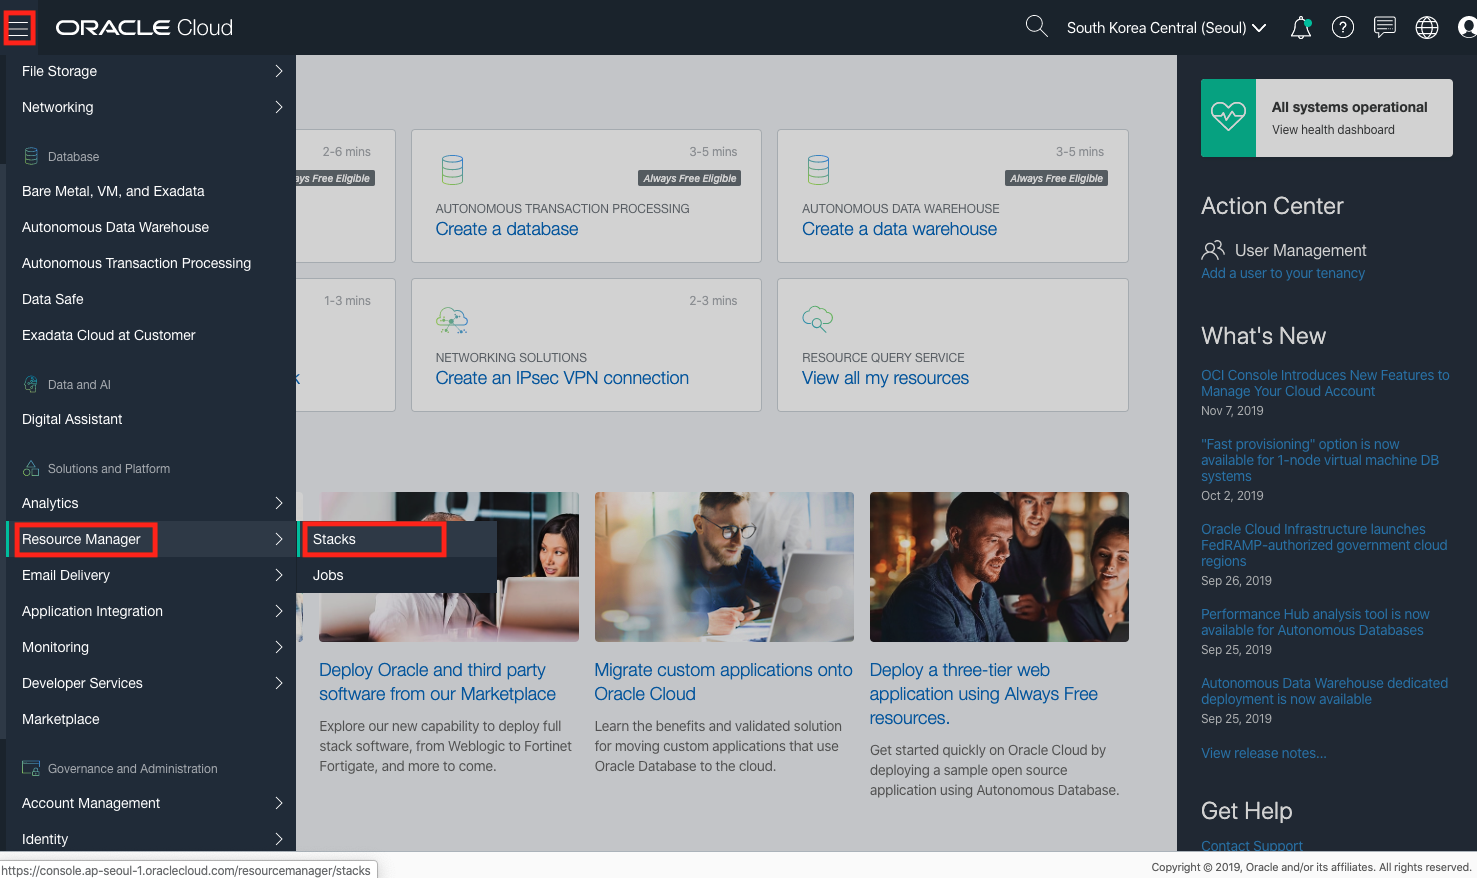 ORACLE Cloud
South Korea Central (Seoul)
File Storage
Networking
Database
Bare Metal, VM, and Exadata
Autonomous Data Warehouse
Autonomous Transaction Processing
Data Safe
Exadata Cloud at Customer
Data and AI
Digital Assistant
Solutions and Platform
Analytics
Resource Manager
Email Delivery
Application Integration
Monitoring
Developer Services
Marketplace
Governance and Administration
Account Management
Identity
Stacks
Jobs
2-6 mins
ays Free Eligible
3-5 mins
Always Free Eligible
AUTONOMOUS TRANSACTION PROCESSING
Create a database
3-5 mins
Always Free Eligible
AUTONOMOUS DATA WAREHOUSE
Create a data warehouse
1-3 mins
k
2-3 mins
NETWORKING SOLUTIONS
Create an IPsec VPN connection
RESOURCE QUERY SERVICE
View all my resources
Deploy Oracle and third party
software from our Marketplace
Explore our new capability to deploy full
stack software, from Weblogic to Fortinet
Fortigate, and more to come.
Migrate custom applications onto
Oracle Cloud
Learn the benefits and validated solution
for moving custom applications that use
Oracle Database to the cloud.
Deploy a three-tier web
application using Always Free
resources.
Get started quickly on Oracle Cloud by
deploying a sample open source
application using Autonomous Database.
All systems operational
View health dashboard
Action Center
User Management
Add a user to your tenancy
What's New
OCI Console Introduces New Features to
Manage Your Cloud Account
Nov 7, 2019
"Fast provisioning" option is now
available for 1-node virtual machine DB
systems
Oct 2, 2019
Oracle Cloud Infrastructure launches
FedRAMP-authorized government cloud
regions
Sep 26, 2019
Performance Hub analysis tool is now
available for Autonomous Databases
Sep 25, 2019
Autonomous Data Warehouse dedicated
deployment is now available
Sep 25, 2019
View release notes...
Get Help
Contact Support
https://console.ap-seoul-1.oraclecloud.com/resourcemanager/stacks
Copyright © 2019, Oracle and/or its affiliates. All rights reserved.